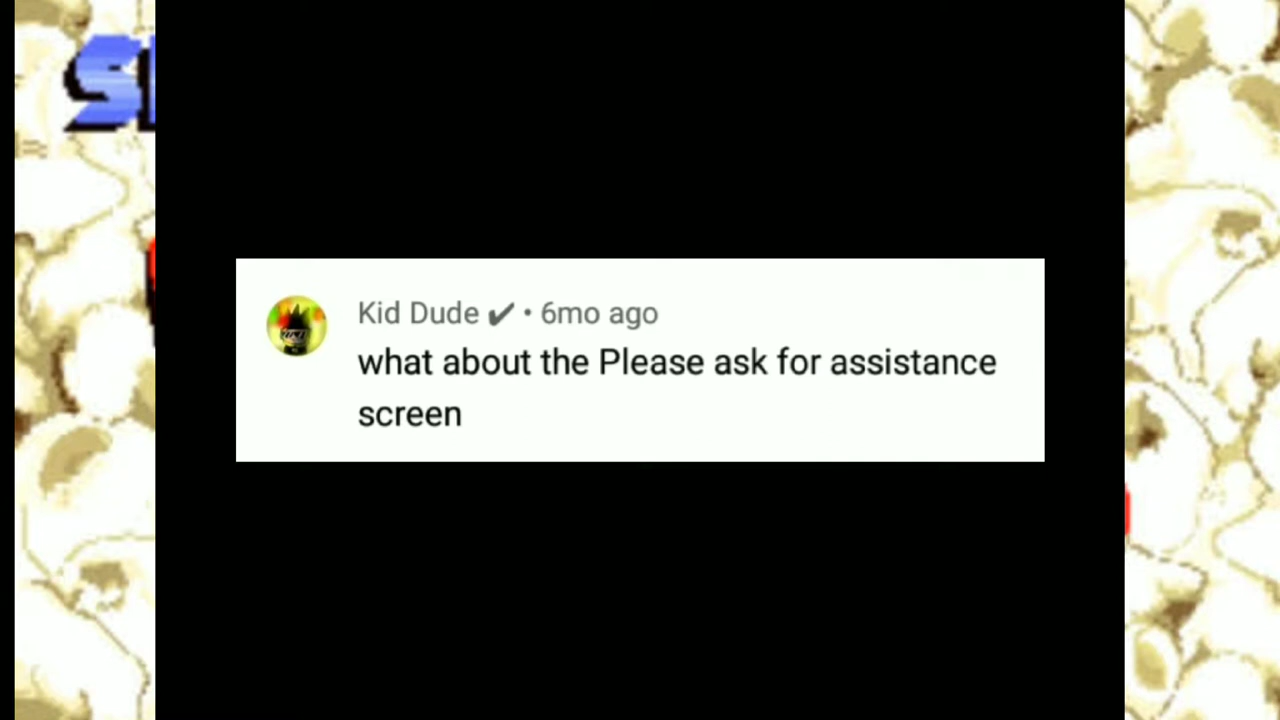 Kid Dude ✔ • 6mo ago
what about the Please ask for assistance
screen